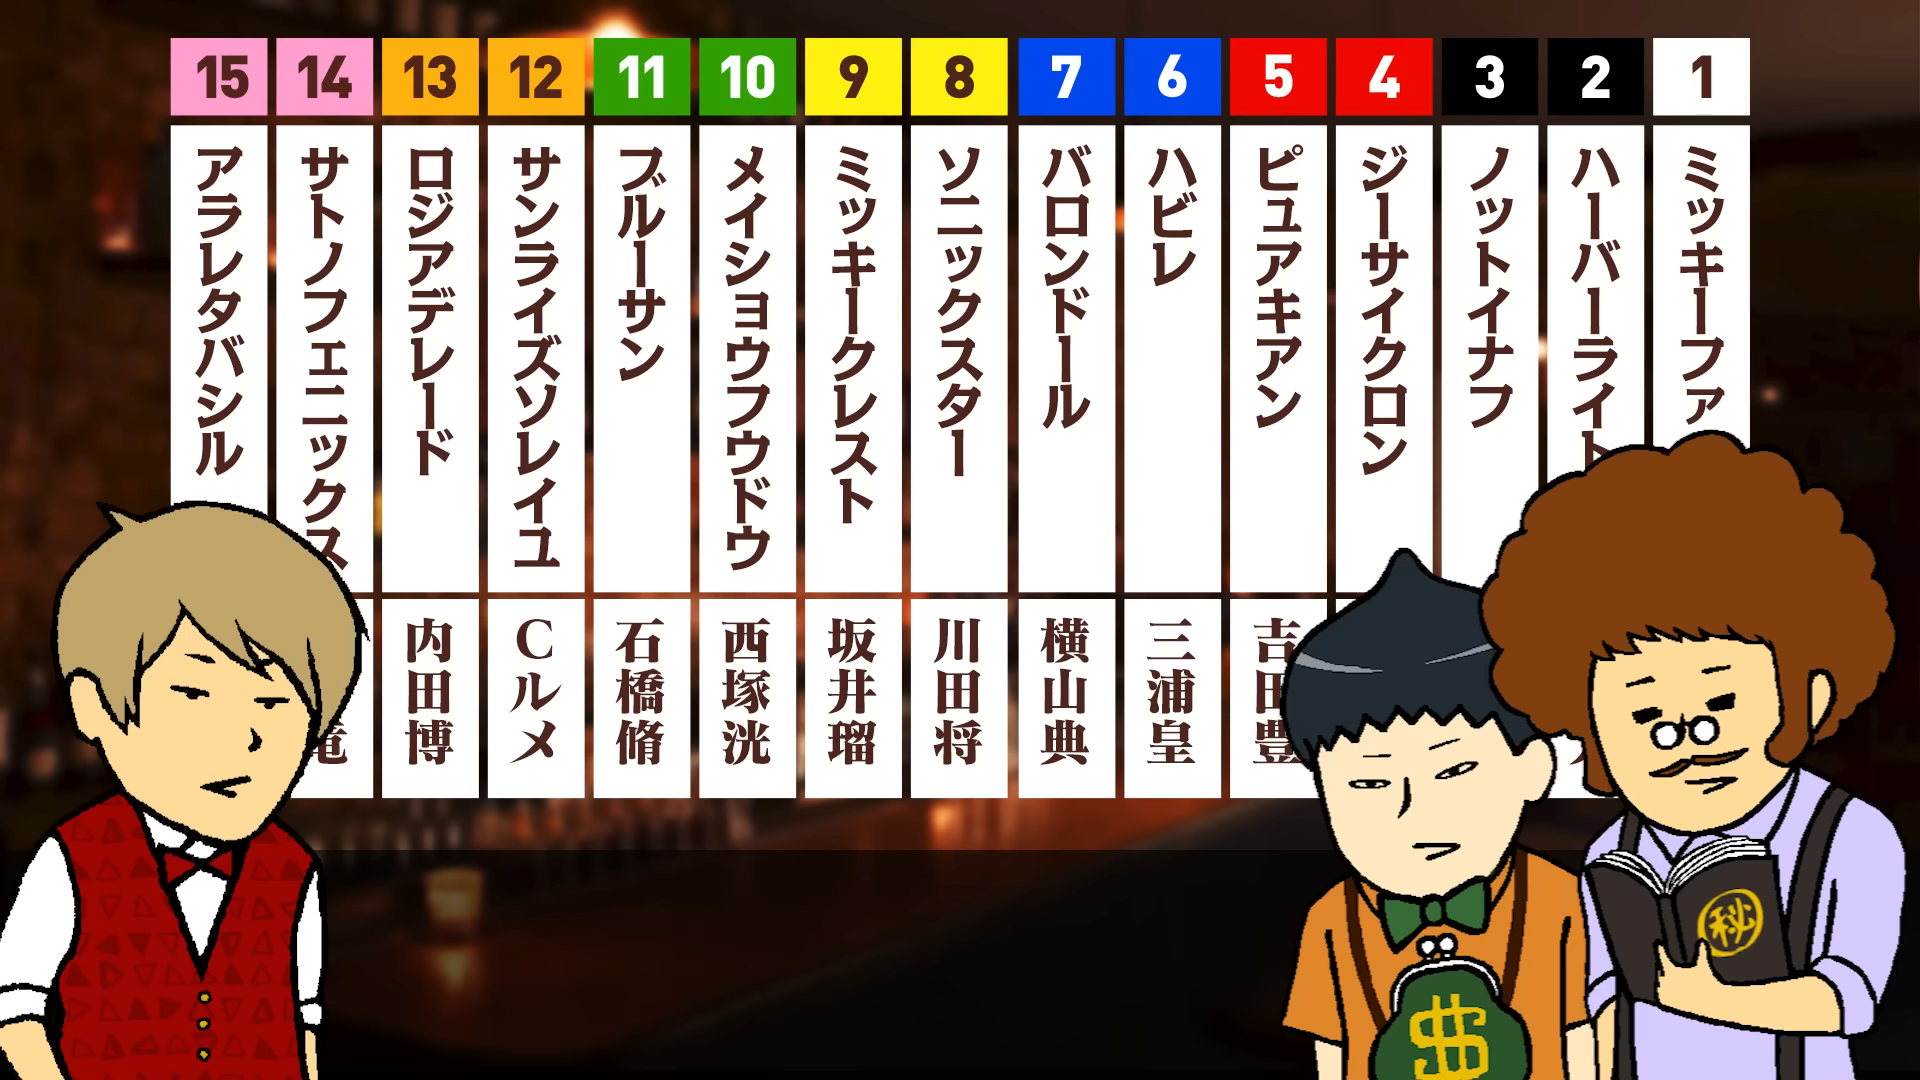 1
ミッキーファ
2
ハーバーライト
3
ノットイナフ
4
ジーサイクロン
5
ピュアキアン
吉田豊
6
ハビレ
三浦皇
7
バロンドール
横山典
8
ソニックスター
川田将
9
ミッキークレスト
坂井瑠
10
メイショウフウドウ
西塚洸
11
ブルーサン
石橋脩
12
サンライズソレイユ
Cルメ
13
ロジアデレード
内田博
14
サトノフェニックス
竜
15
アラレタバシル
秘
$